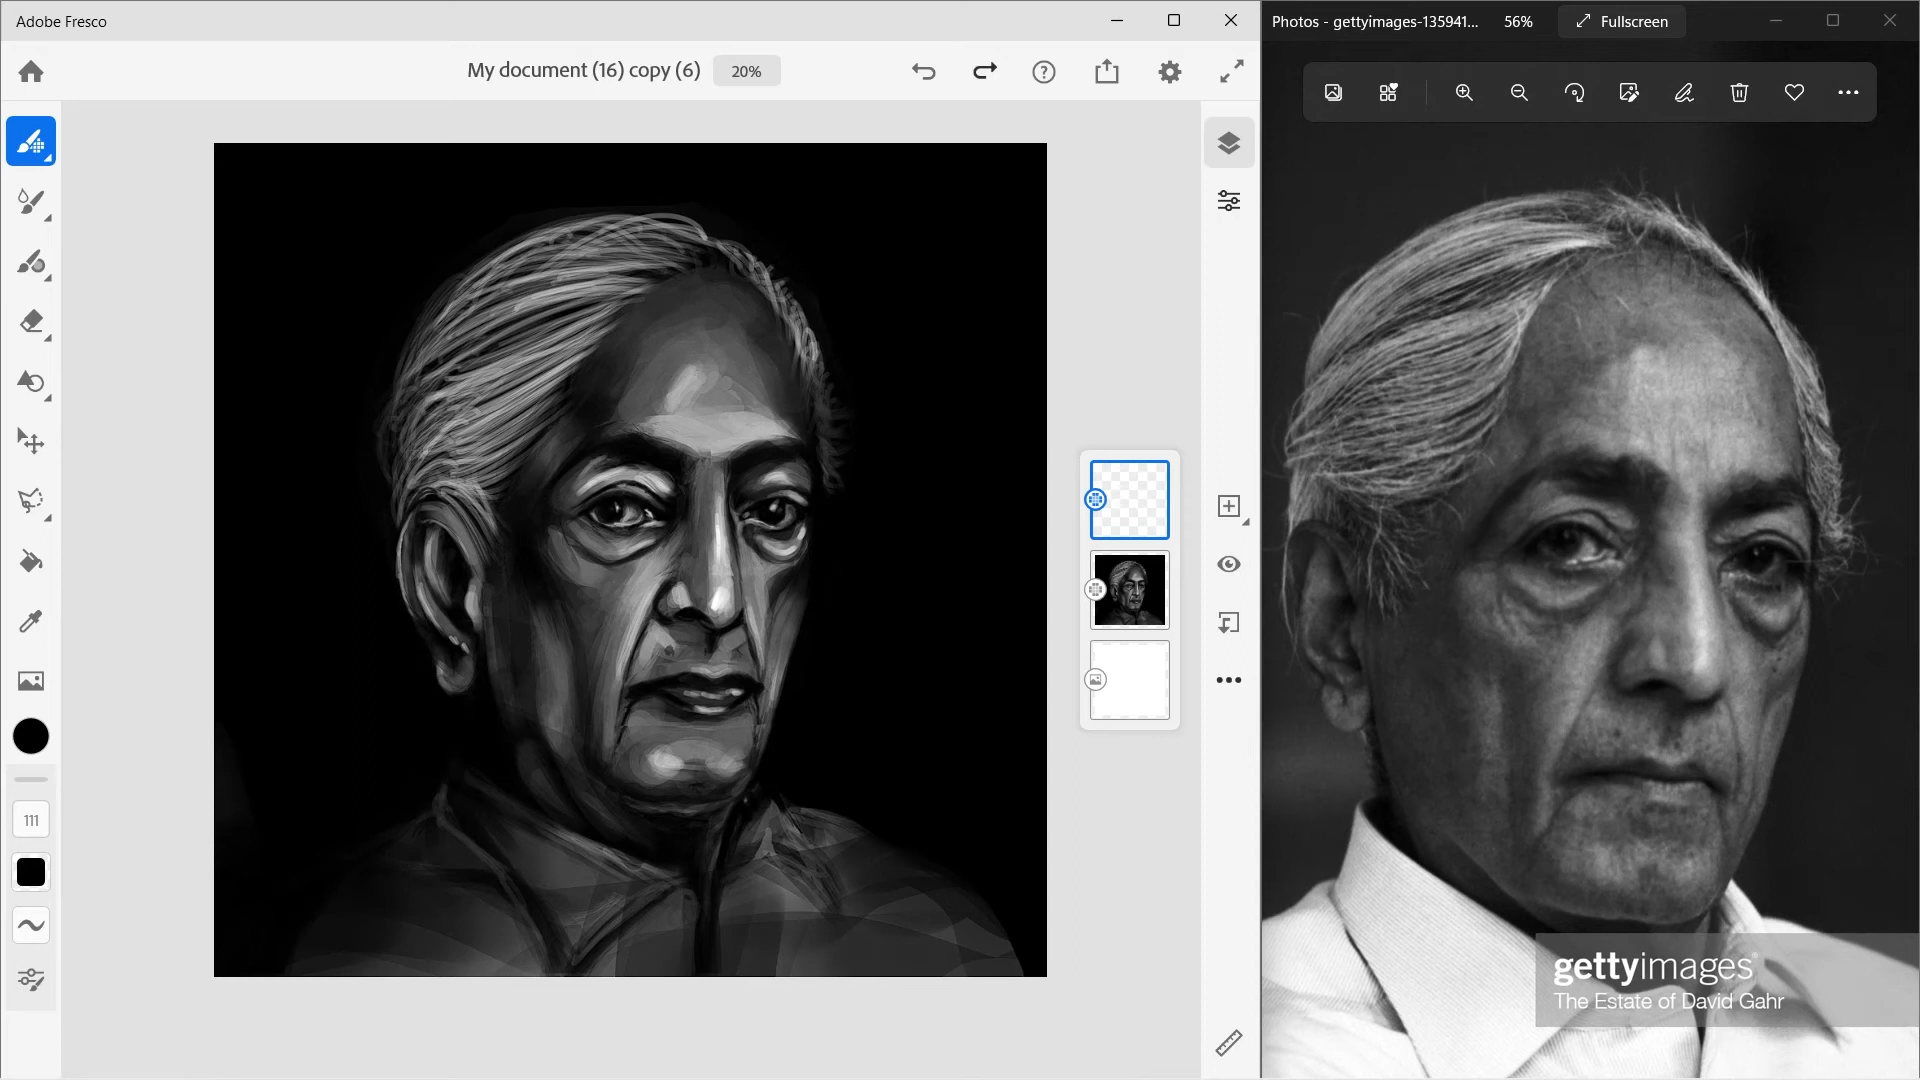 Adobe Fresco
My document (16) copy (6)
20%
111
Photos - gettyimages-135941...
56%
Fullscreen
gettyimages®
The Estate of David Gahr